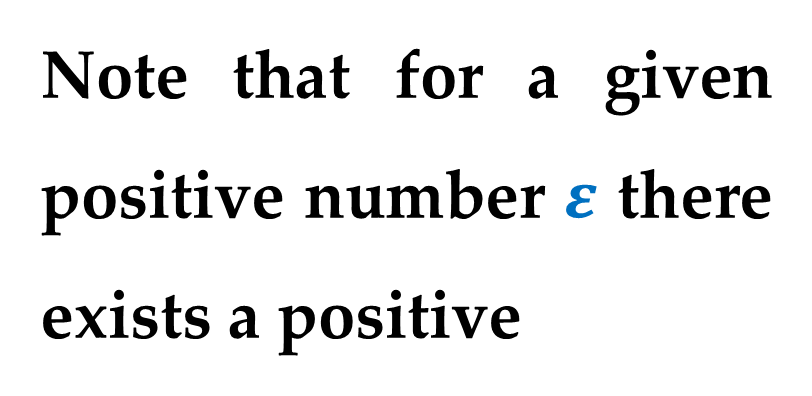 Note that for a given
positive number ε there
exists a positive